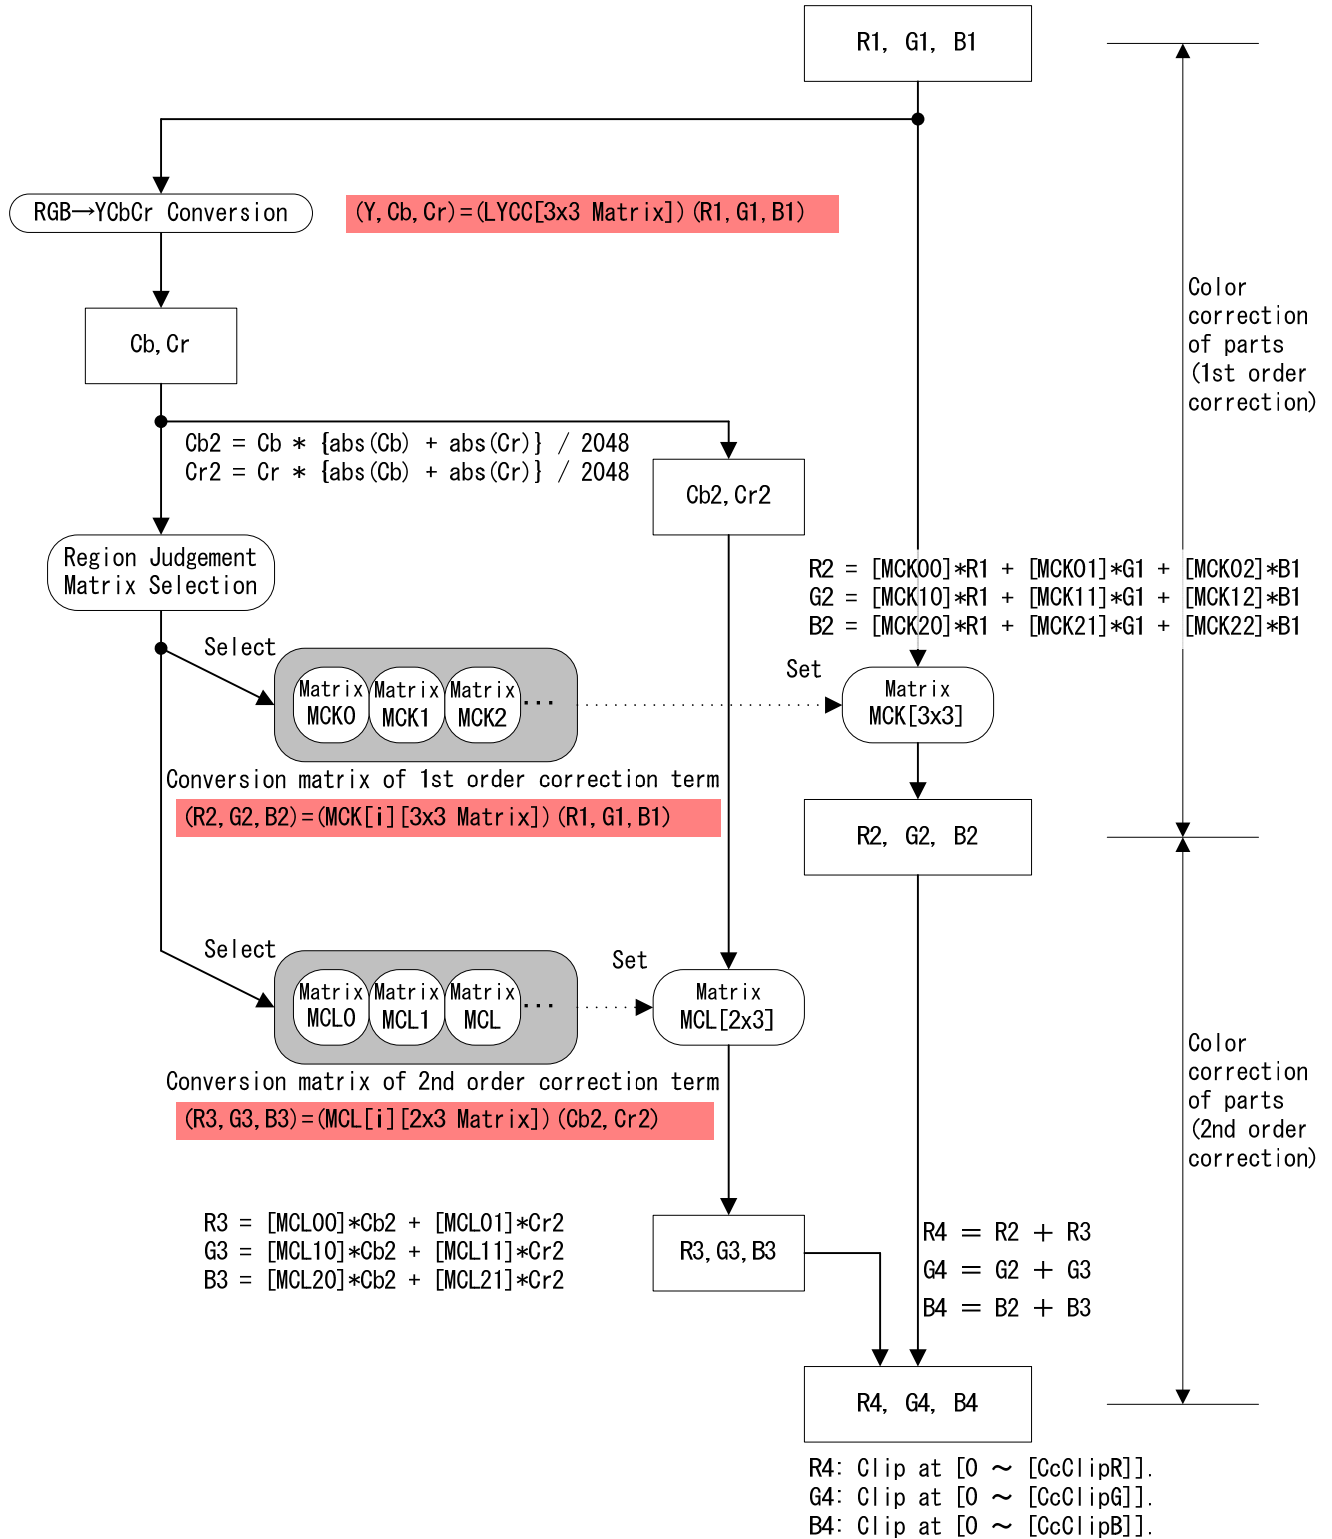 R1, G1, B1
RGB→YCbCr Conversion
(Y,Cb,Cr)=(LYCC[3x3 Matrix])(R1,G1,B1)
Cb,Cr
Color
correction
of parts
(1st order
correction)
Cb2 = Cb * {abs(Cb) + abs(Cr)} / 2048
Cr2 = Cr * {abs(Cb) + abs(Cr)} / 2048
Cb2,Cr2
Region Judgement
Matrix Selection
R2 = [MCK00]*R1 + [MCK01]*G1 + [MCK02]*B1
G2 = [MCK10]*R1 + [MCK11]*G1 + [MCK12]*B1
B2 = [MCK20]*R1 + [MCK21]*G1 + [MCK22]*B1
Select
Matrix
MCK0
Matrix
MCK1
Matrix
MCK2
...
Set
Matrix
MCK[3x3]
Conversion matrix of 1st order correction term
(R2,G2,B2)=(MCK[i][3x3 Matrix])(R1,G1,B1)
R2, G2, B2
Select
Matrix
MCL0
Matrix
MCL1
Matrix
MCL
...
Set
Matrix
MCL[2x3]
Conversion matrix of 2nd order correction term
(R3,G3,B3)=(MCL[i][2x3 Matrix])(Cb2,Cr2)
Color
correction
of parts
(2nd order
correction)
R3 = [MCL00]*Cb2 + [MCL01]*Cr2
G3 = [MCL10]*Cb2 + [MCL11]*Cr2
B3 = [MCL20]*Cb2 + [MCL21]*Cr2
R3,G3,B3
R4 = R2 + R3
G4 = G2 + G3
B4 = B2 + B3
R4, G4, B4
R4: Clip at [0 ～ [CcClipR]].
G4: Clip at [0 ～ [CcClipG]].
B4: Clip at [0 ～ [CcClipB]].